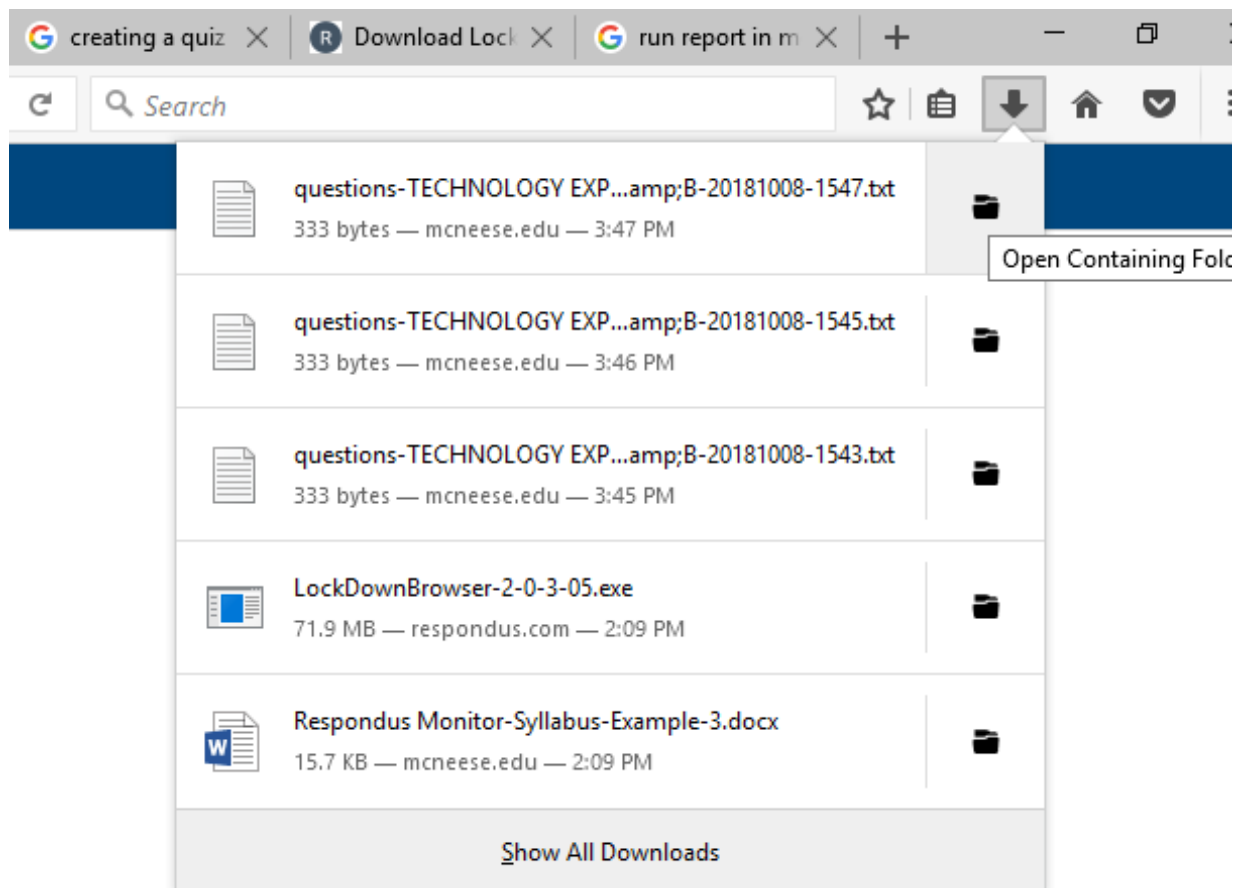 creating a quiz
R Download Lock
run report in m
Search
questions-TECHNOLOGY EXP...amp;B-20181008-1547.txt
333 bytes — mcneese.edu — 3:47 PM
Open Containing Fold
questions-TECHNOLOGY EXP...amp;B-20181008-1545.txt
333 bytes — mcneese.edu — 3:46 PM
questions-TECHNOLOGY EXP...amp;B-20181008-1543.txt
333 bytes — mcneese.edu — 3:45 PM
LockDownBrowser-2-0-3-05.exe
71.9 MB — respondus.com — 2:09 PM
Respondus Monitor-Syllabus-Example-3.docx
15.7 KB — mcneese.edu — 2:09 PM
Show All Downloads